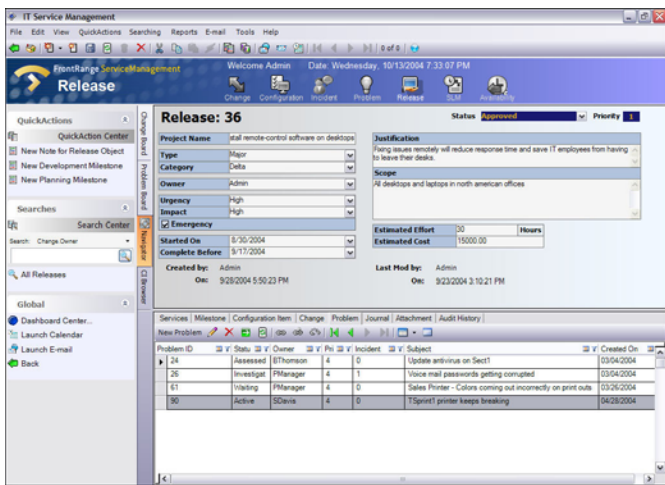 IT Service Management
File Edit View QuickActions Searching Reports E-mail Tools Help
0 of 0
FrontRange ServiceManagement
Welcome Admin Date: Wednesday, 10/13/2004 7:33:07 PM
Release
Change Configuration Incident Problem Release SLM Availability
QuickActions
QuickAction Center
New Note for Release Object
New Development Milestone
New Planning Milestone
Searches
Search Center
Search: Change Owner
All Releases
Global
Dashboard Center...
Launch Calendar
Launch E-mail
Back
Change Board
Problem Board
Navigator
CI Browser
Release: 36
Status Approved Priority 1
Project Name stall remote-control software on desktops
Type Major
Category Delta
Owner Admin
Urgency High
Impact High
Emergency
Started On 8/30/2004
Complete Before 9/17/2004
Created by: Admin
On: 9/28/2004 5:50:23 PM
Justification
Fixing issues remotely will reduce response time and save IT employees from having
to leave their desks.
Scope
All desktops and laptops in north american offices
Estimated Effort 30 Hours
Estimated Cost 15000.00
Last Mod by: Admin
On: 9/23/2004 3:10:21 PM
Services Milestone Configuration Item Change Problem Journal Attachment Audit History
New Problem
Problem ID Statu Owner Pri Incident Subject Created On
24 Assessed BThomson 4 0 Update antivirus on Sect1 03/04/2004
26 Investigat PManager 4 1 Voice mail passwords getting corrupted 03/04/2004
61 Waiting PManager 4 0 Sales Printer - Colors coming out incorrectly on print outs 03/26/2004
90 Active SDavis 4 0 TSprint1 printer keeps breaking 04/28/2004